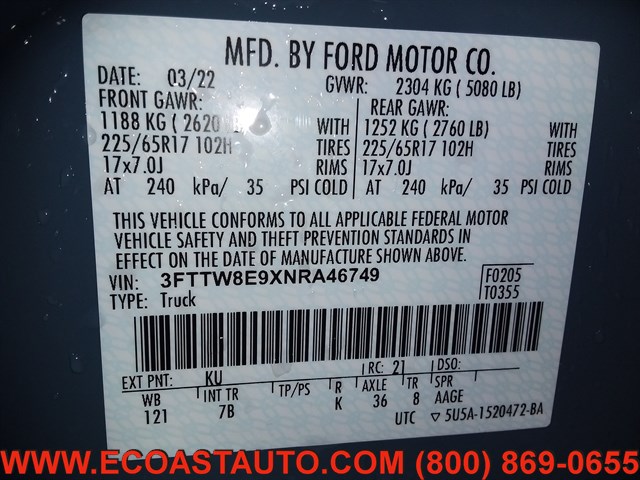 MFD. BY FORD MOTOR CO.
DATE: 03/22 GVWR: 2304 KG ( 5080 LB)
FRONT GAWR: REAR GAWR:
1188 KG ( 2620 WITH 1252 KG ( 2760 LB) WITH
225/65R17 102H TIRES 225/65R17 102H TIRES
17x7.0J RIMS 17x7.0J RIMS
AT 240 kPa/ 35 PSI COLD AT 240 kPa/ 35 PSI COLD
THIS VEHICLE CONFORMS TO ALL APPLICABLE FEDERAL MOTOR
VEHICLE SAFETY AND THEFT PREVENTION STANDARDS IN
EFFECT ON THE DATE OF MANUFACTURE SHOWN ABOVE.
VIN: 3FTTW8E9XNRA46749 F0205
TYPE: Truck T0355
EXT PNT: KU RC: 21 DSO:
WB INT TR TP/PS R AXLE TR SPR
121 7B K 36 8 AAGE
UTC ▽ 5U5A-1520472-BA
WWW.ECOASTAUTO.COM (800) 869-0655